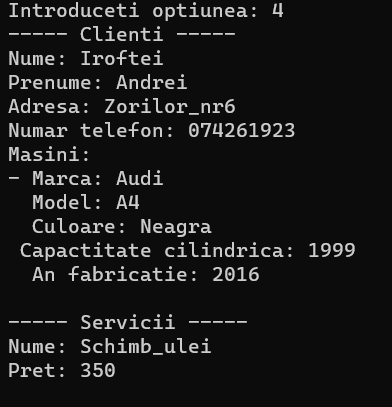 Introduceti optiunea: 4
----- Clienti -----
Nume: Iroftei
Prenume: Andrei
Adresa: Zorilor_nr6
Numar telefon: 074261923
Masini:
- Marca: Audi
  Model: A4
  Culoare: Neagra
 Capactitate cilindrica: 1999
  An fabricatie: 2016

----- Servicii -----
Nume: Schimb_ulei
Pret: 350